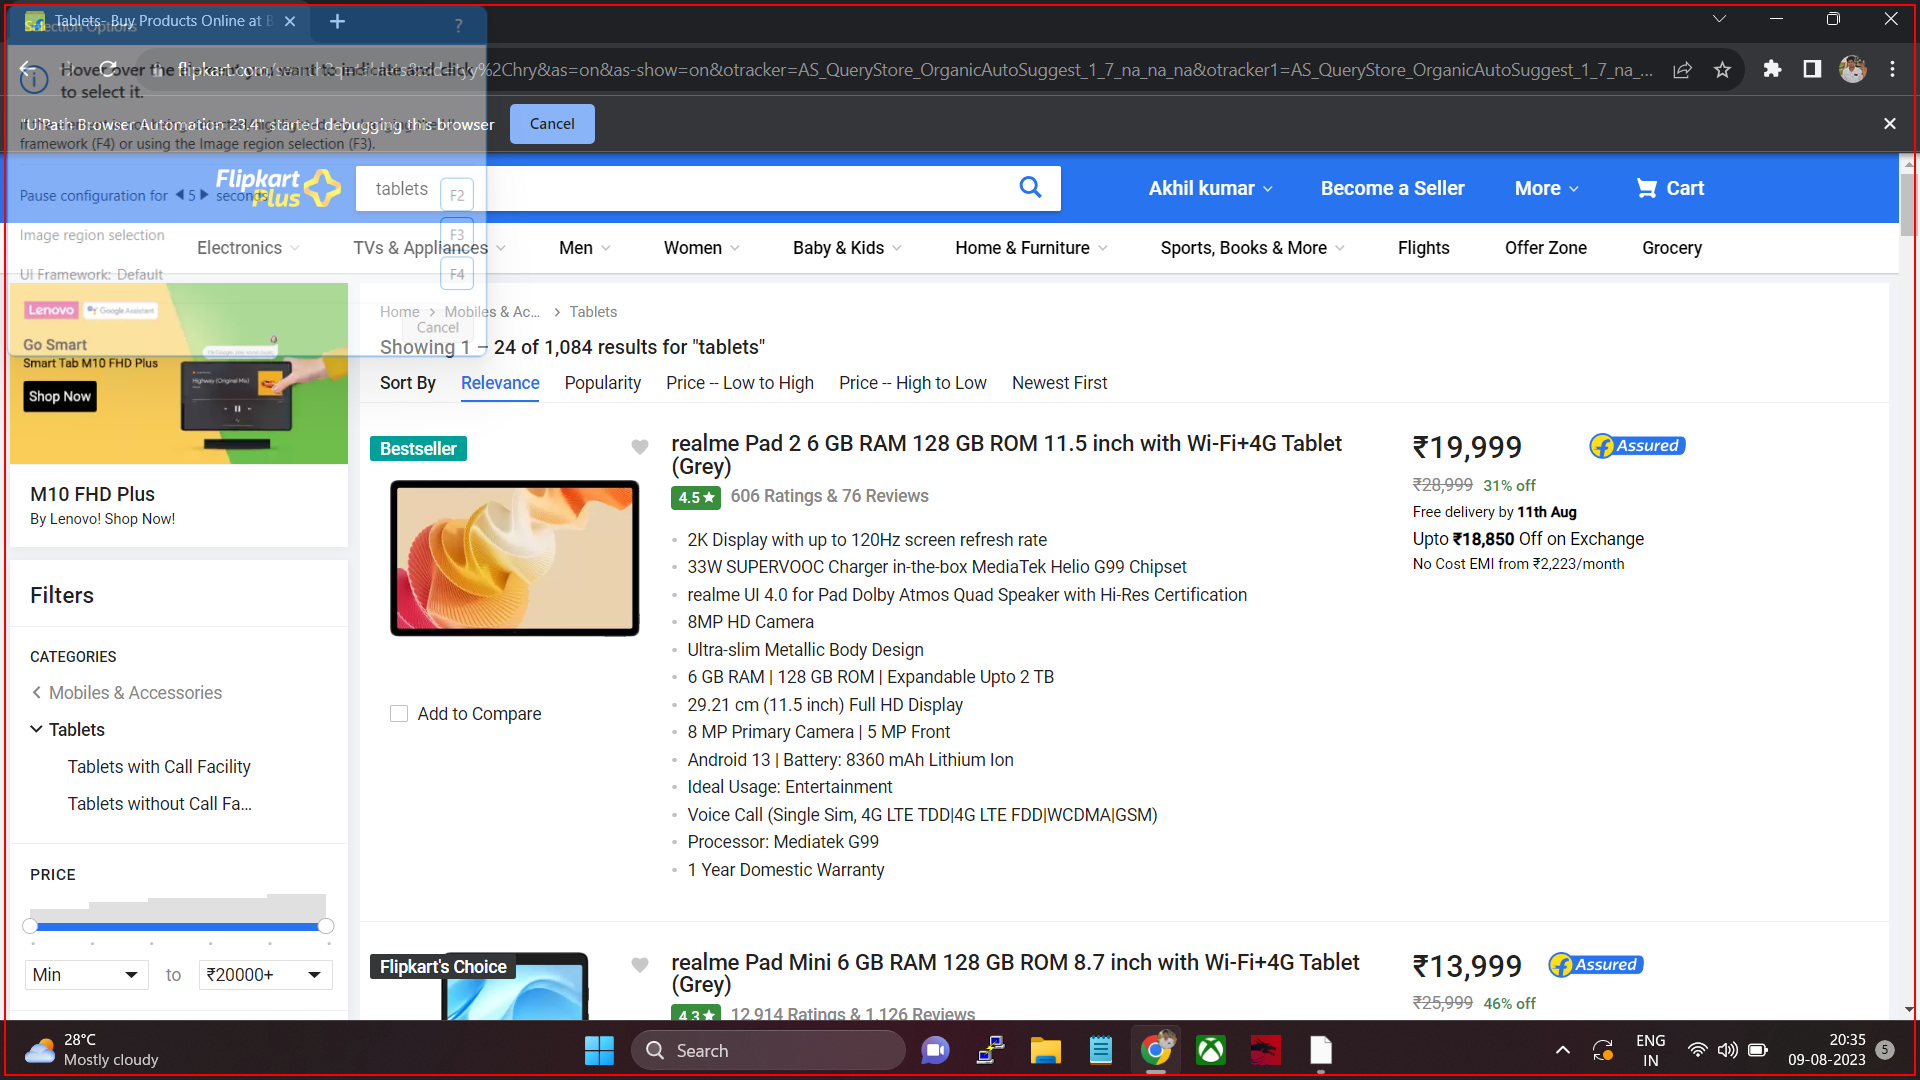 Tablets- Buy Products Online at B
Selection Options
?
Hover over the element you want to indicate and click
to select it.
flipkart.com/
%2Chry&as=on&as-show=on&otracker=AS_QueryStore_OrganicAutoSuggest_1_7_na_na_na&otracker1=AS_QueryStore_OrganicAutoSuggest_1_7_na_na_...
"UiPath Browser Automation 23.4" started debugging this browser
Cancel
framework (F4) or using the Image region selection (F3).
Pause configuration for 5 seconds
F2
Image region selection
F3
UI Framework: Default
F4
Cancel
Flipkart
Plus
tablets
Akhil kumar
Become a Seller
More
Cart
Electronics
TVs & Appliances
Men
Women
Baby & Kids
Home & Furniture
Sports, Books & More
Flights
Offer Zone
Grocery
Lenovo
Google Assistant
Go Smart
Smart Tab M10 FHD Plus
Shop Now
Highway (Original Mix)
M10 FHD Plus
By Lenovo! Shop Now!
Filters
CATEGORIES
Mobiles & Accessories
Tablets
Tablets with Call Facility
Tablets without Call Fa...
PRICE
Min
to
₹20000+
Home
Mobiles & Ac...
Tablets
Showing 1 – 24 of 1,084 results for "tablets"
Sort By
Relevance
Popularity
Price -- Low to High
Price -- High to Low
Newest First
Bestseller
Add to Compare
realme Pad 2 6 GB RAM 128 GB ROM 11.5 inch with Wi-Fi+4G Tablet
(Grey)
4.5★ 606 Ratings & 76 Reviews
2K Display with up to 120Hz screen refresh rate
33W SUPERVOOC Charger in-the-box MediaTek Helio G99 Chipset
realme UI 4.0 for Pad Dolby Atmos Quad Speaker with Hi-Res Certification
8MP HD Camera
Ultra-slim Metallic Body Design
6 GB RAM | 128 GB ROM | Expandable Upto 2 TB
29.21 cm (11.5 inch) Full HD Display
8 MP Primary Camera | 5 MP Front
Android 13 | Battery: 8360 mAh Lithium Ion
Ideal Usage: Entertainment
Voice Call (Single Sim, 4G LTE TDD|4G LTE FDD|WCDMA|GSM)
Processor: Mediatek G99
1 Year Domestic Warranty
₹19,999
Assured
₹28,999 31% off
Free delivery by 11th Aug
Upto ₹18,850 Off on Exchange
No Cost EMI from ₹2,223/month
Flipkart's Choice
realme Pad Mini 6 GB RAM 128 GB ROM 8.7 inch with Wi-Fi+4G Tablet
(Grey)
4.3★ 12,914 Ratings & 1,126 Reviews
₹13,999
Assured
₹25,999 46% off
28°C
Mostly cloudy
Search
ENG
IN
20:35
09-08-2023
5